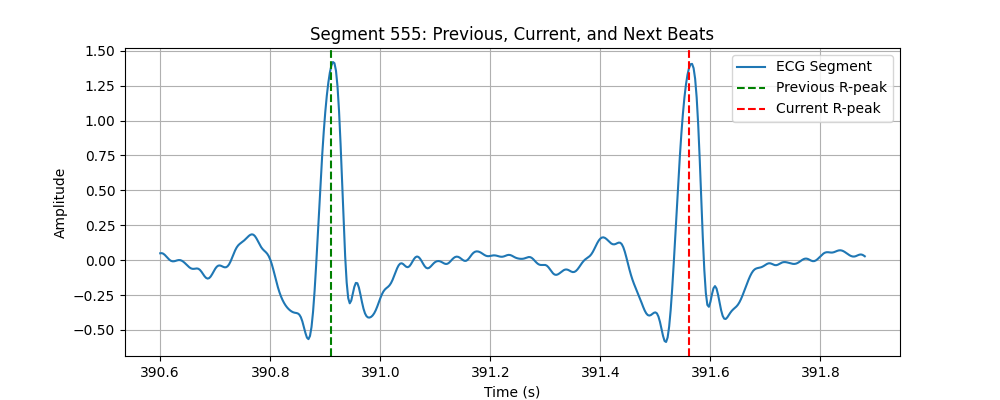 Segment 555: Previous, Current, and Next Beats
1.50
1.25
1.00
0.75
0.50
0.25
0.00
−0.25
−0.50
Amplitude
ECG Segment
Previous R-peak
Current R-peak
390.6 390.8 391.0 391.2 391.4 391.6 391.8
Time (s)